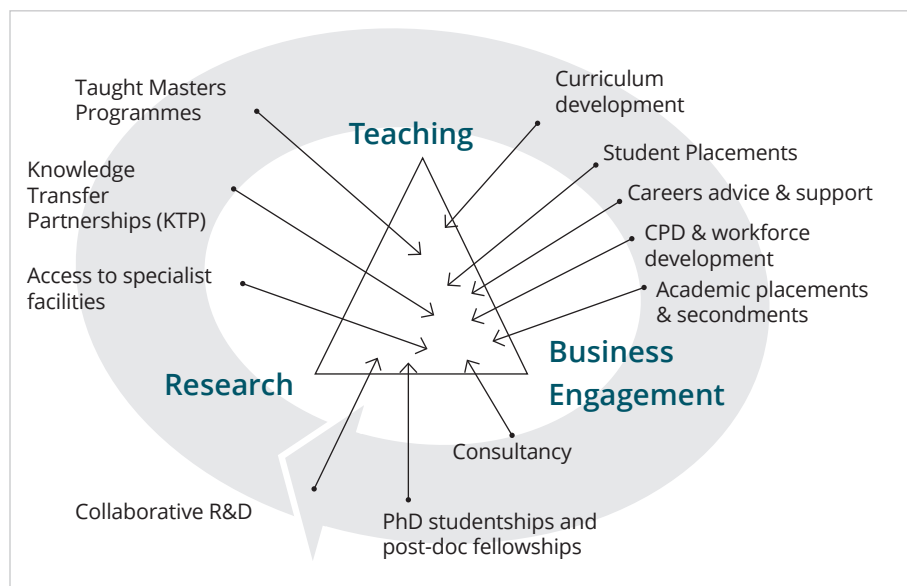 Taught Masters
Programmes
Curriculum
development
Teaching
Student Placements
Knowledge
Transfer
Partnerships (KTP)
Careers advice & support
CPD & workforce
development
Access to specialist
facilities
Academic placements
& secondments
Research
Business
Engagement
Consultancy
Collaborative R&D
PhD studentships and
post-doc fellowships